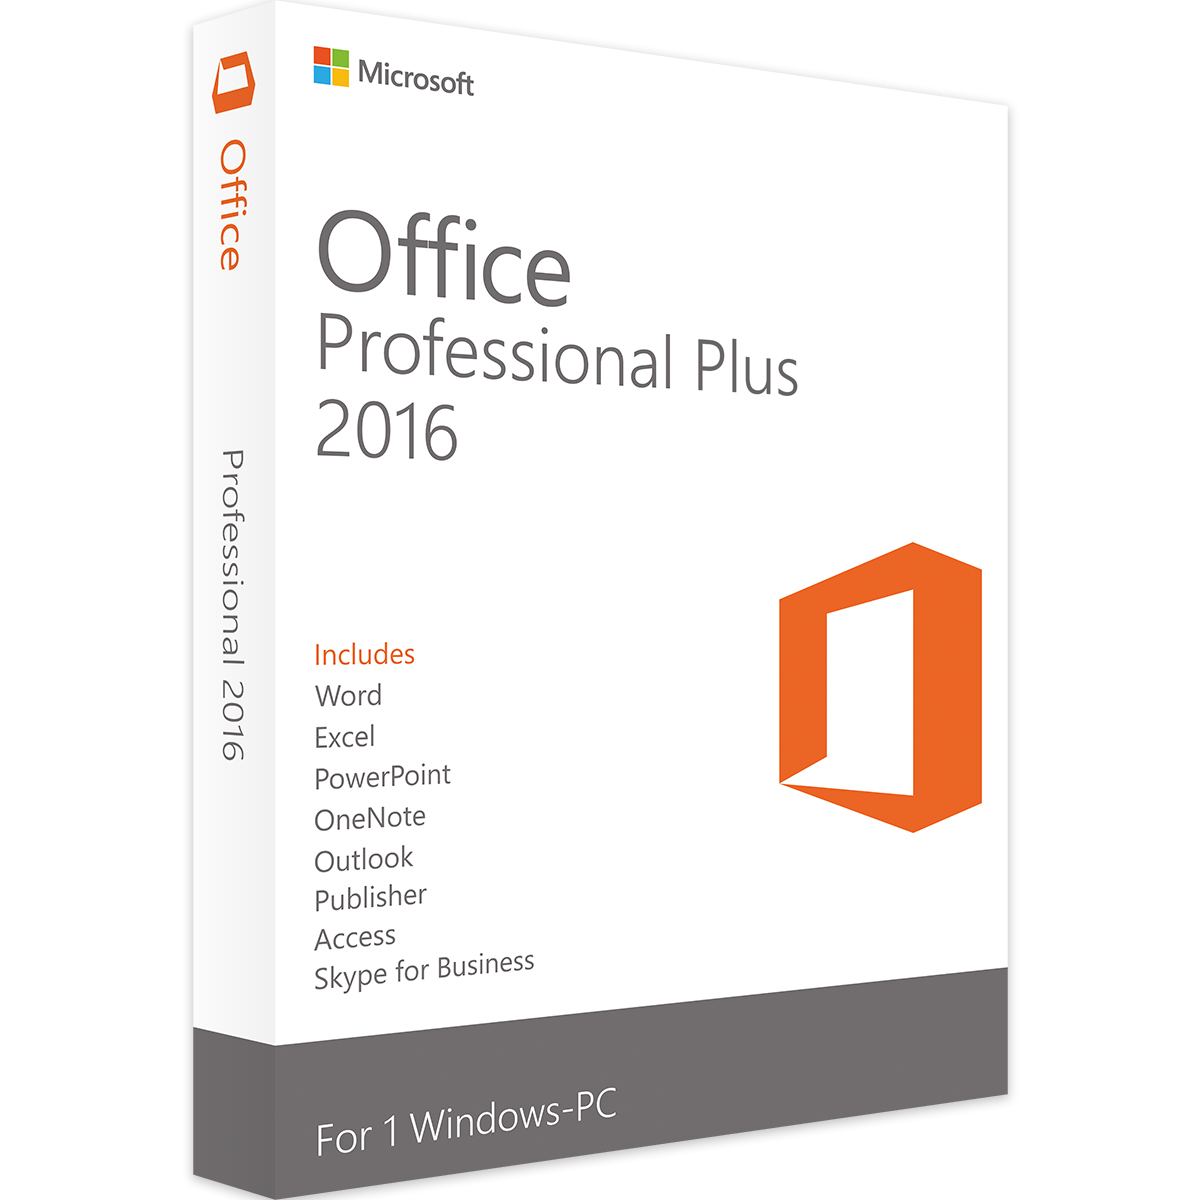 Office
Professional 2016
Microsoft
Office
Professional Plus
2016
Includes
Word
Excel
PowerPoint
OneNote
Outlook
Publisher
Access
Skype for Business
For 1 Windows-PC